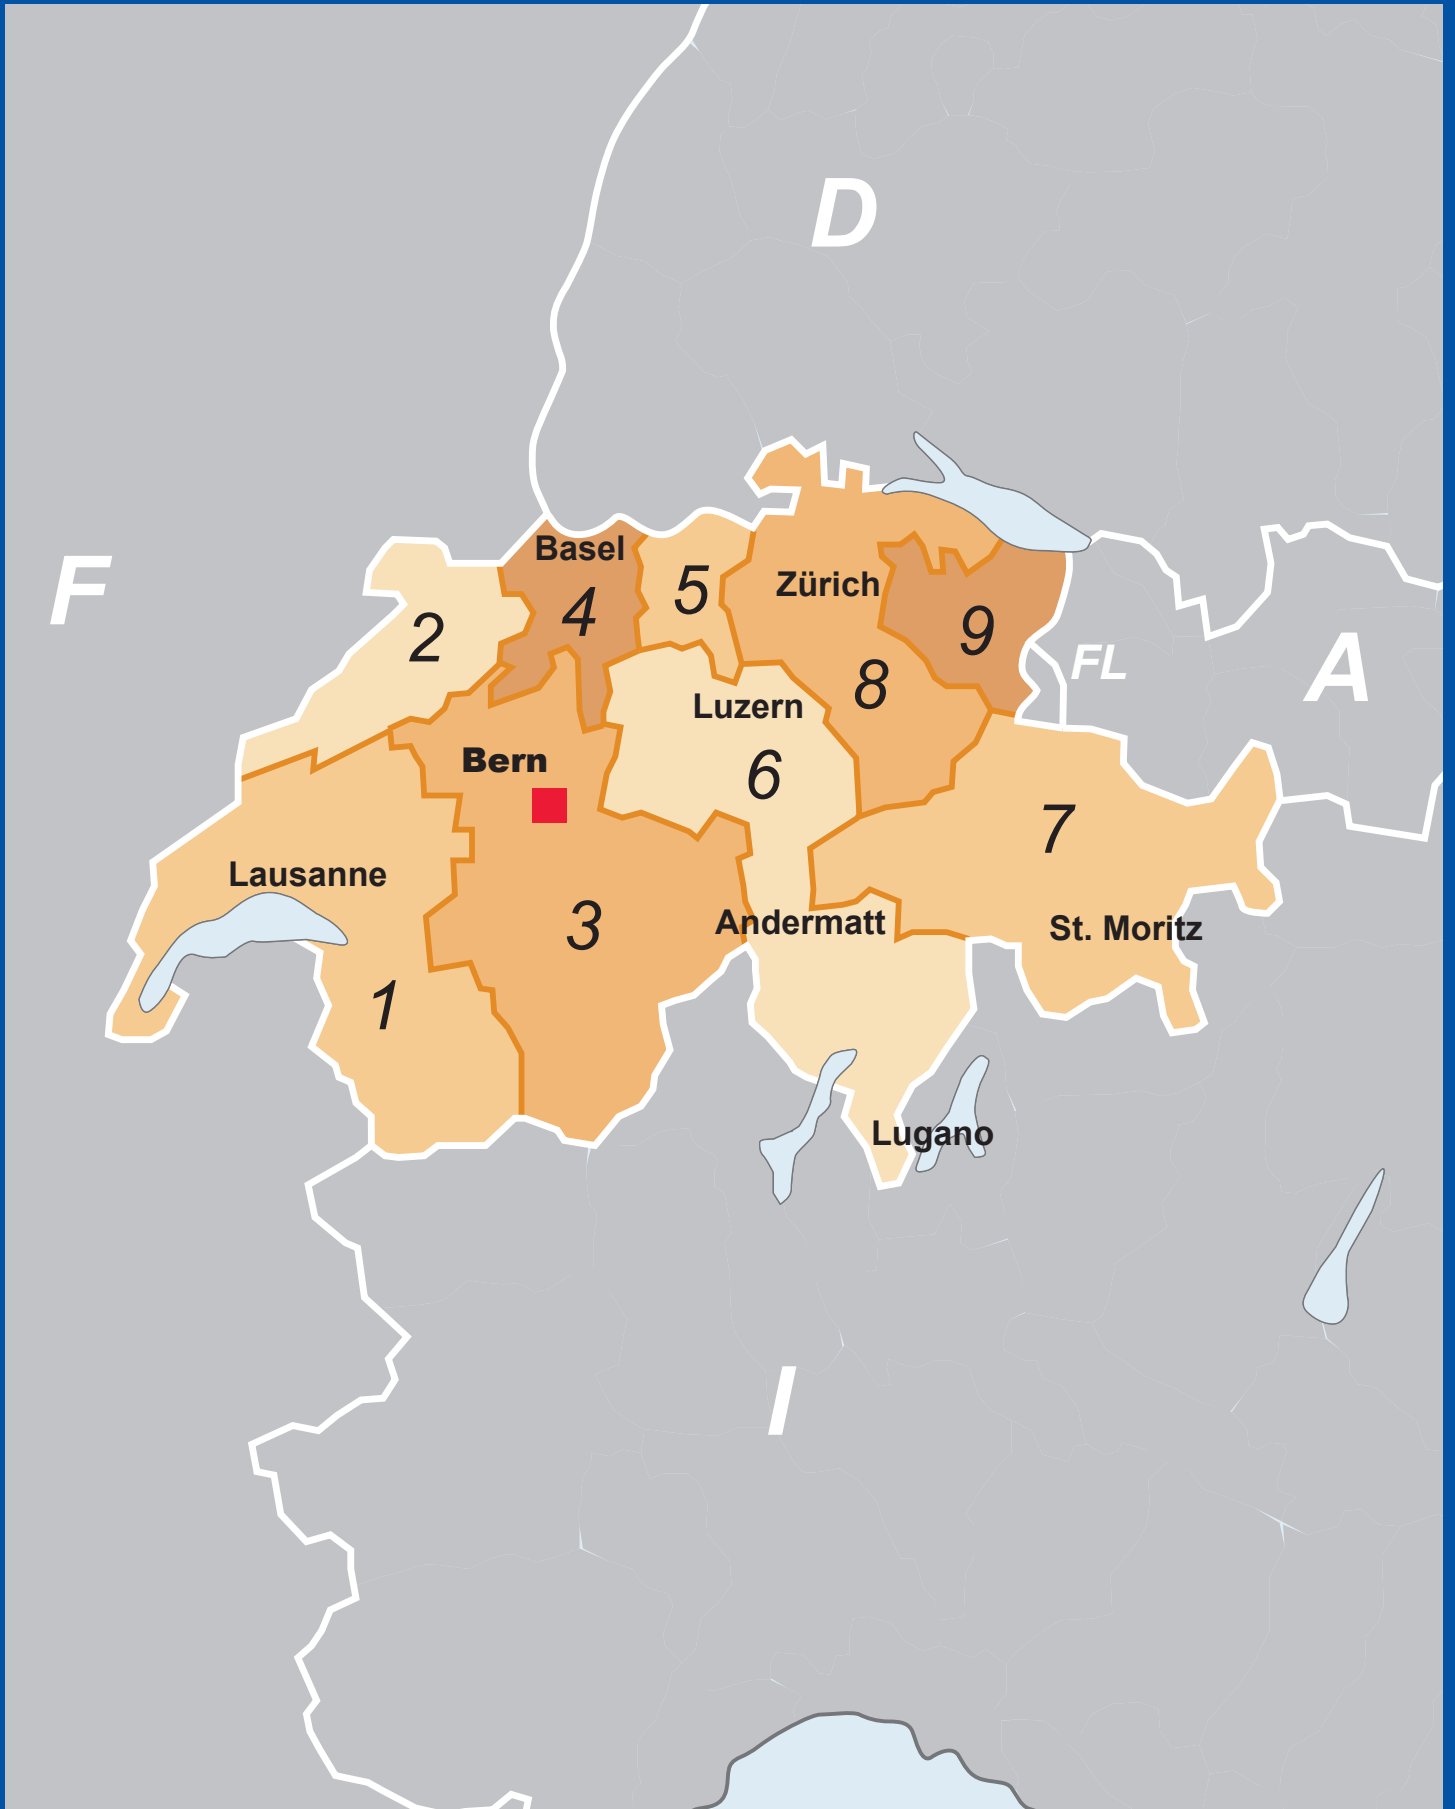 D
F
Basel
4
5
Zürich
2
9
FL
A
8
Luzern
Bern
6
7
Lausanne
3
Andermatt
St. Moritz
1
Lugano
I